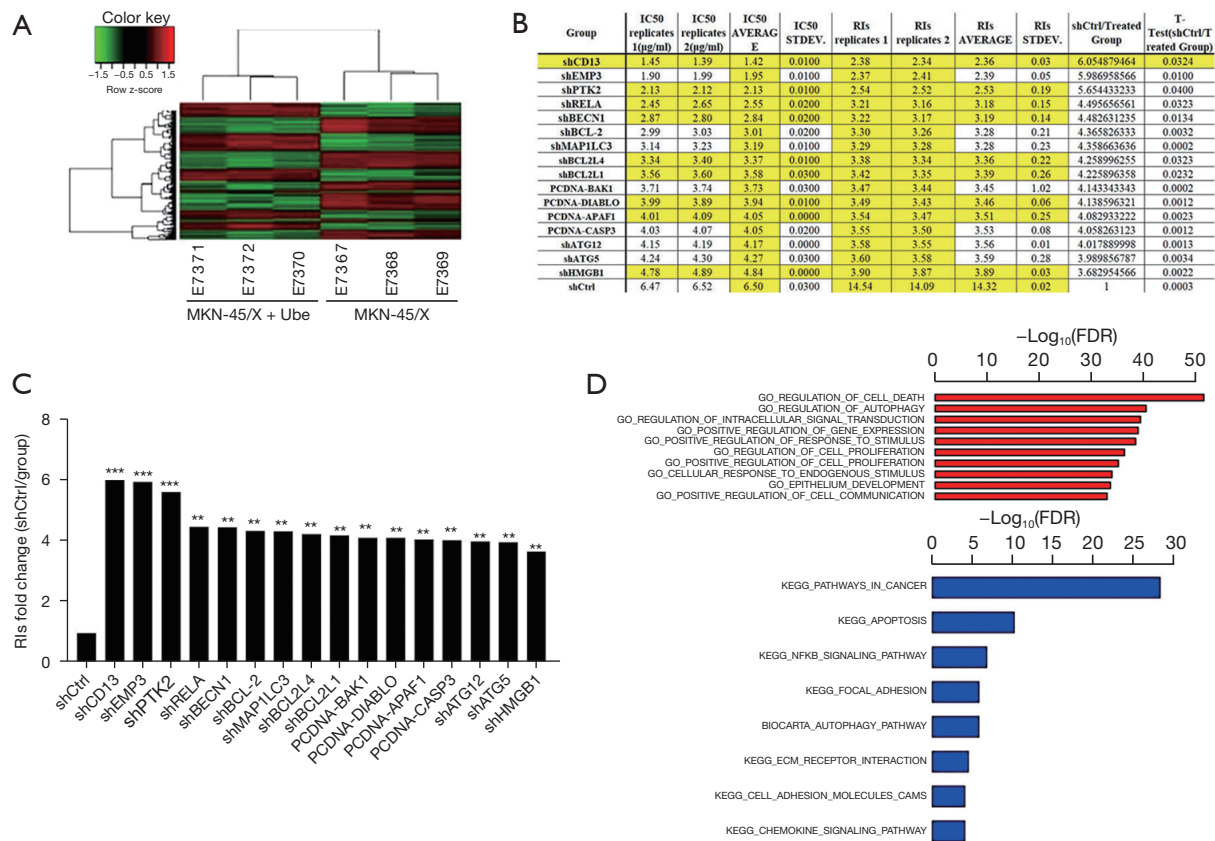 A
Color key
−1.5 −0.5 0.5 1.5
Row z-score
E7371
E7372
E7370
E7367
E7368
E7369
MKN-45/X + Ube
MKN-45/X
B
Group IC50 replicates 1(μg/ml) IC50 replicates 2(μg/ml) IC50 AVERAGE IC50 STDEV. RIs replicates 1 RIs replicates 2 RIs AVERAGE RIs STDEV. shCtrl/Treated Group T-Test(shCtrl/Treated Group)
shCD13 1.45 1.39 1.42 0.0100 2.38 2.34 2.36 0.03 6.054879464 0.0324
shEMP3 1.90 1.99 1.95 0.0100 2.37 2.41 2.39 0.05 5.986958566 0.0100
shPTK2 2.13 2.12 2.13 0.0100 2.54 2.52 2.53 0.19 5.654433233 0.0400
shRELA 2.45 2.65 2.55 0.0200 3.21 3.16 3.18 0.15 4.495656561 0.0323
shBECN1 2.87 2.80 2.84 0.0200 3.22 3.17 3.19 0.14 4.482631235 0.0134
shBCL-2 2.99 3.03 3.01 0.0200 3.30 3.26 3.28 0.21 4.365826333 0.0032
shMAP1LC3 3.14 3.23 3.19 0.0100 3.29 3.28 3.28 0.23 4.358663636 0.0002
shBCL2L4 3.34 3.40 3.37 0.0100 3.38 3.34 3.36 0.22 4.258996255 0.0323
shBCL2L1 3.56 3.60 3.58 0.0300 3.42 3.35 3.39 0.26 4.225896358 0.0232
PCDNA-BAK1 3.71 3.74 3.73 0.0300 3.47 3.44 3.45 1.02 4.143343343 0.0002
PCDNA-DIABLO 3.99 3.89 3.94 0.0100 3.49 3.43 3.46 0.06 4.138596321 0.0012
PCDNA-APAF1 4.01 4.09 4.05 0.0000 3.54 3.47 3.51 0.25 4.082933222 0.0023
PCDNA-CASP3 4.03 4.07 4.05 0.0200 3.55 3.50 3.53 0.08 4.058263123 0.0012
shATG12 4.15 4.19 4.17 0.0000 3.58 3.55 3.56 0.01 4.017889998 0.0013
shATG5 4.24 4.30 4.27 0.0300 3.60 3.58 3.59 0.28 3.989856787 0.0034
shHMGB1 4.78 4.89 4.84 0.0000 3.90 3.87 3.89 0.03 3.682954566 0.0022
shCtrl 6.47 6.52 6.50 0.0300 14.54 14.09 14.32 0.02 1 0.0003
C
RIs fold change (shCtrl/group)
8
6
4
2
0
*** *** *** ** ** ** ** ** ** ** ** ** ** ** ** **
shCtrl
shCD13
shEMP3
shPTK2
shRELA
shBECN1
shBCL-2
shMAP1LC3
shBCL2L4
shBCL2L1
PCDNA-BAK1
PCDNA-DIABLO
PCDNA-APAF1
PCDNA-CASP3
shATG12
shATG5
shHMGB1
D
−Log10(FDR)
0 10 20 30 40 50
GO_REGULATION_OF_CELL_DEATH
GO_REGULATION_OF_AUTOPHAGY
GO_REGULATION_OF_INTRACELLULAR_SIGNAL_TRANSDUCTION
GO_POSITIVE_REGULATION_OF_GENE_EXPRESSION
GO_POSITIVE_REGULATION_OF_RESPONSE_TO_STIMULUS
GO_REGULATION_OF_CELL_PROLIFERATION
GO_POSITIVE_REGULATION_OF_CELL_PROLIFERATION
GO_CELLULAR_RESPONSE_TO_ENDOGENOUS_STIMULUS
GO_EPITHELIUM_DEVELOPMENT
GO_POSITIVE_REGULATION_OF_CELL_COMMUNICATION
−Log10(FDR)
0 5 10 15 20 25 30
KEGG_PATHWAYS_IN_CANCER
KEGG_APOPTOSIS
KEGG_NFKB_SIGNALING_PATHWAY
KEGG_FOCAL_ADHESION
BIOCARTA_AUTOPHAGY_PATHWAY
KEGG_ECM_RECEPTOR_INTERACTION
KEGG_CELL_ADHESION_MOLECULES_CAMS
KEGG_CHEMOKINE_SIGNALING_PATHWAY